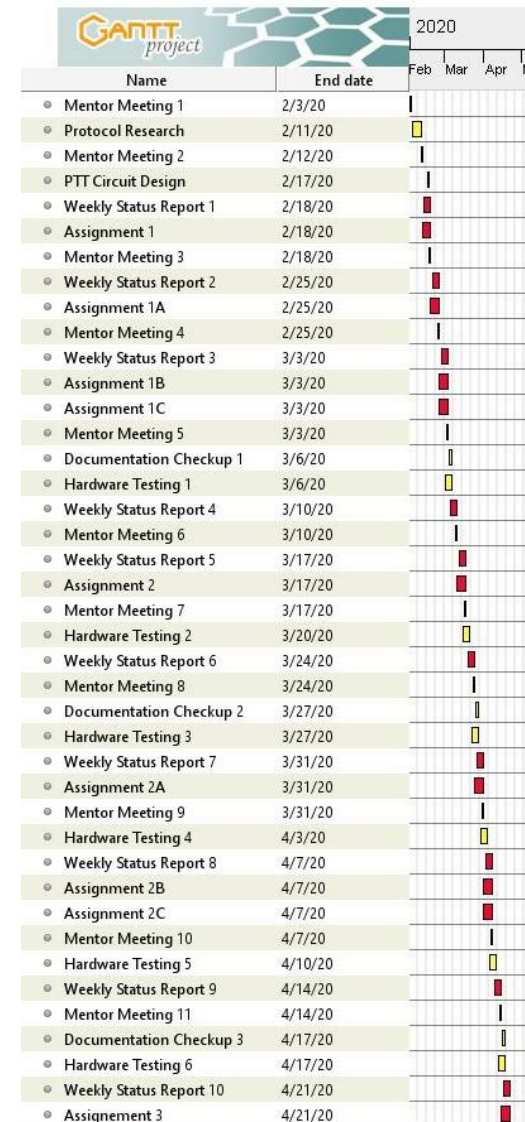 GANTT
project
2020
Feb Mar Apr
Name End date
Mentor Meeting 1 2/3/20
Protocol Research 2/11/20
Mentor Meeting 2 2/12/20
PTT Circuit Design 2/17/20
Weekly Status Report 1 2/18/20
Assignment 1 2/18/20
Mentor Meeting 3 2/18/20
Weekly Status Report 2 2/25/20
Assignment 1A 2/25/20
Mentor Meeting 4 2/25/20
Weekly Status Report 3 3/3/20
Assignment 1B 3/3/20
Assignment 1C 3/3/20
Mentor Meeting 5 3/3/20
Documentation Checkup 1 3/6/20
Hardware Testing 1 3/6/20
Weekly Status Report 4 3/10/20
Mentor Meeting 6 3/10/20
Weekly Status Report 5 3/17/20
Assignment 2 3/17/20
Mentor Meeting 7 3/17/20
Hardware Testing 2 3/20/20
Weekly Status Report 6 3/24/20
Mentor Meeting 8 3/24/20
Documentation Checkup 2 3/27/20
Hardware Testing 3 3/27/20
Weekly Status Report 7 3/31/20
Assignment 2A 3/31/20
Mentor Meeting 9 3/31/20
Hardware Testing 4 4/3/20
Weekly Status Report 8 4/7/20
Assignment 2B 4/7/20
Assignment 2C 4/7/20
Mentor Meeting 10 4/7/20
Hardware Testing 5 4/10/20
Weekly Status Report 9 4/14/20
Mentor Meeting 11 4/14/20
Documentation Checkup 3 4/17/20
Hardware Testing 6 4/17/20
Weekly Status Report 10 4/21/20
Assignement 3 4/21/20